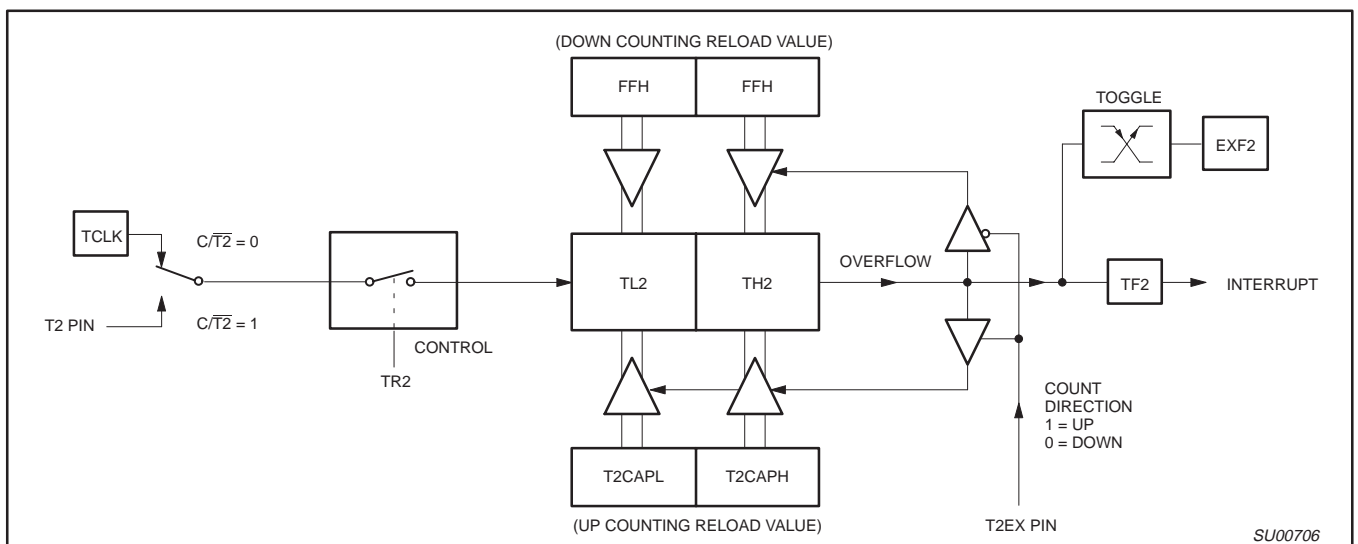 (DOWN COUNTING RELOAD VALUE)
FFH
FFH
TOGGLE
EXF2
TCLK
C/T2̅ = 0
TL2
TH2
OVERFLOW
TF2
INTERRUPT
T2 PIN
C/T2̅ = 1
CONTROL
TR2
COUNT
DIRECTION
1 = UP
0 = DOWN
T2CAPL
T2CAPH
(UP COUNTING RELOAD VALUE)
T2EX PIN
SU00706